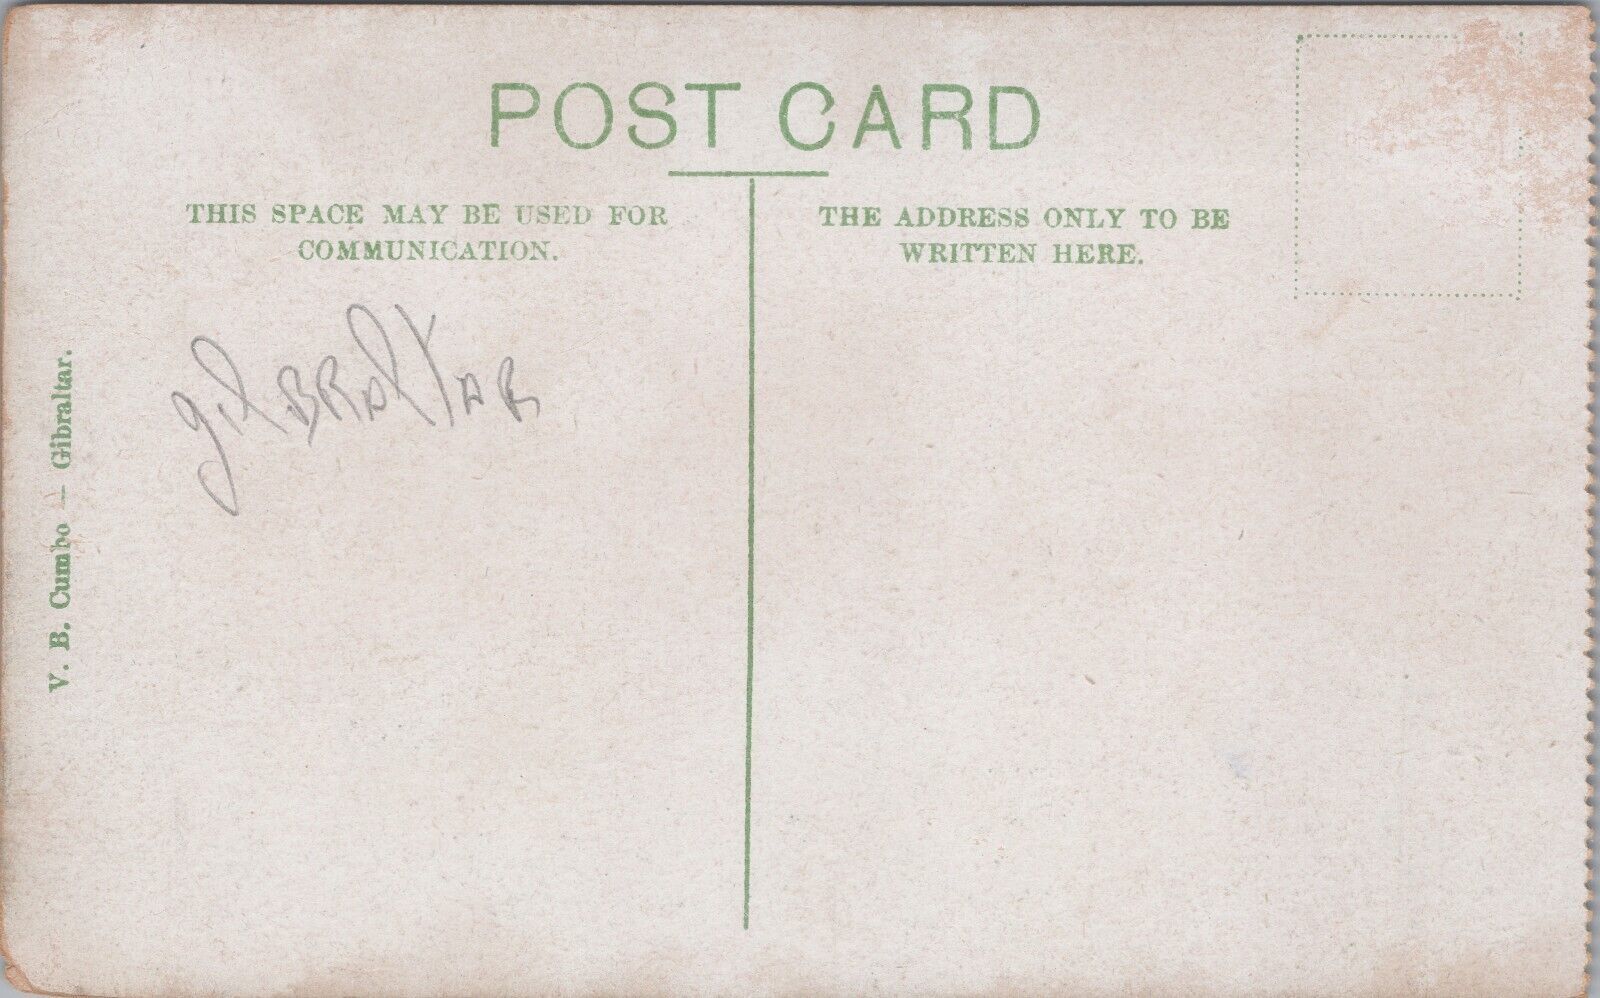 POST CARD
THIS SPACE MAY BE USED FOR
COMMUNICATION.
THE ADDRESS ONLY TO BE
WRITTEN HERE.
GiBRAlTAR
V. B. Cumbo — Gibraltar.